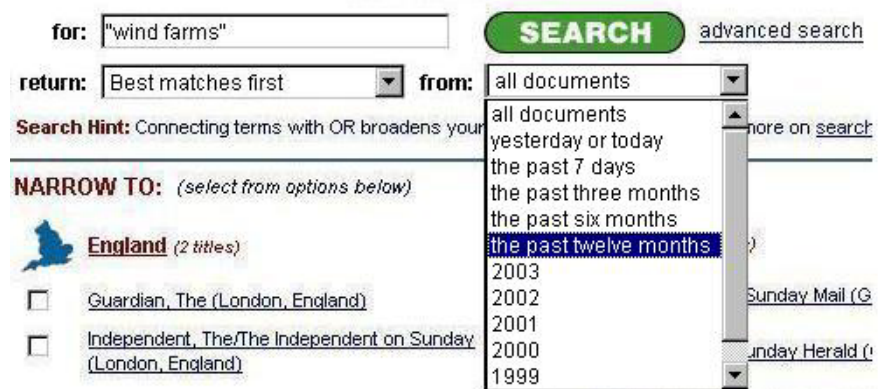 for: "wind farms" SEARCH advanced search
return: Best matches first from: all documents
all documents
Search Hint: Connecting terms with OR broadens your more on search
yesterday or today
the past 7 days
NARROW TO: (select from options below)
the past three months
the past six months
England (2 titles) the past twelve months
2003
Guardian, The (London, England) 2002 Sunday Mail (G
2001
Independent, The/The Independent on Sunday
(London, England)
2000 unday Herald (
1999